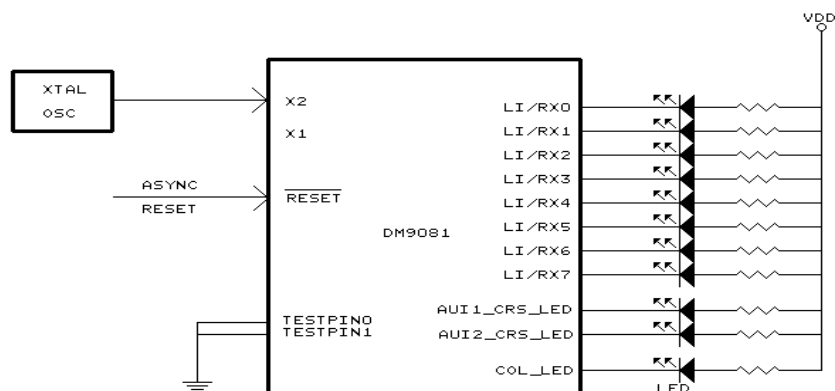 VDD
XTAL
OSC
X2
X1
ASYNC
RESET
RESET
DM9081
TESTPIN0
TESTPIN1
LI/RX0
LI/RX1
LI/RX2
LI/RX3
LI/RX4
LI/RX5
LI/RX6
LI/RX7
AUI1_CRS_LED
AUI2_CRS_LED
COL_LED
LED